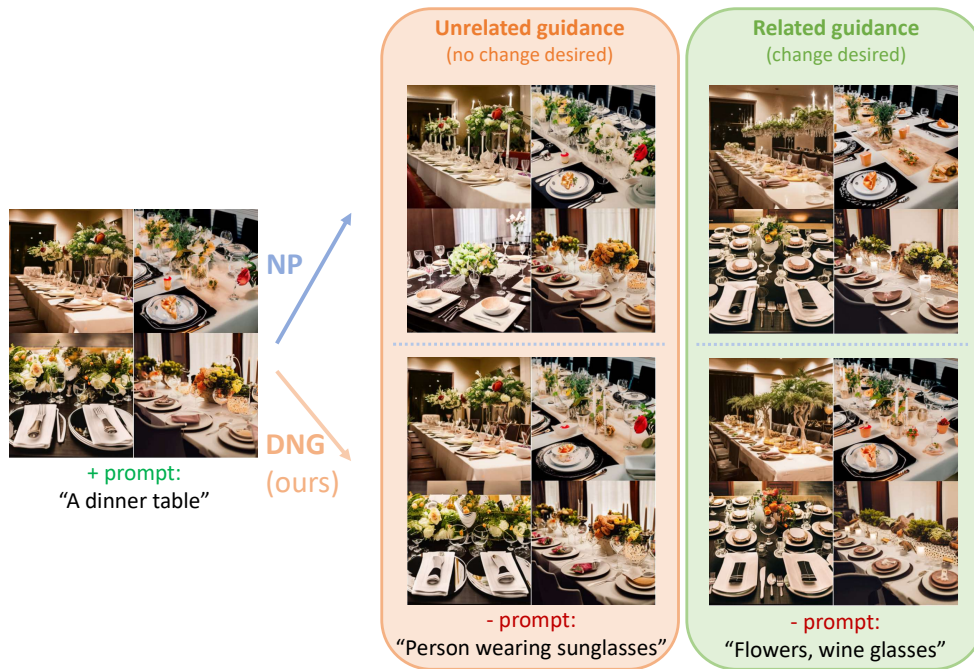 Unrelated guidance
(no change desired)
Related guidance
(change desired)
NP
DNG
(ours)
+ prompt:
“A dinner table”
- prompt:
“Person wearing sunglasses”
- prompt:
“Flowers, wine glasses”